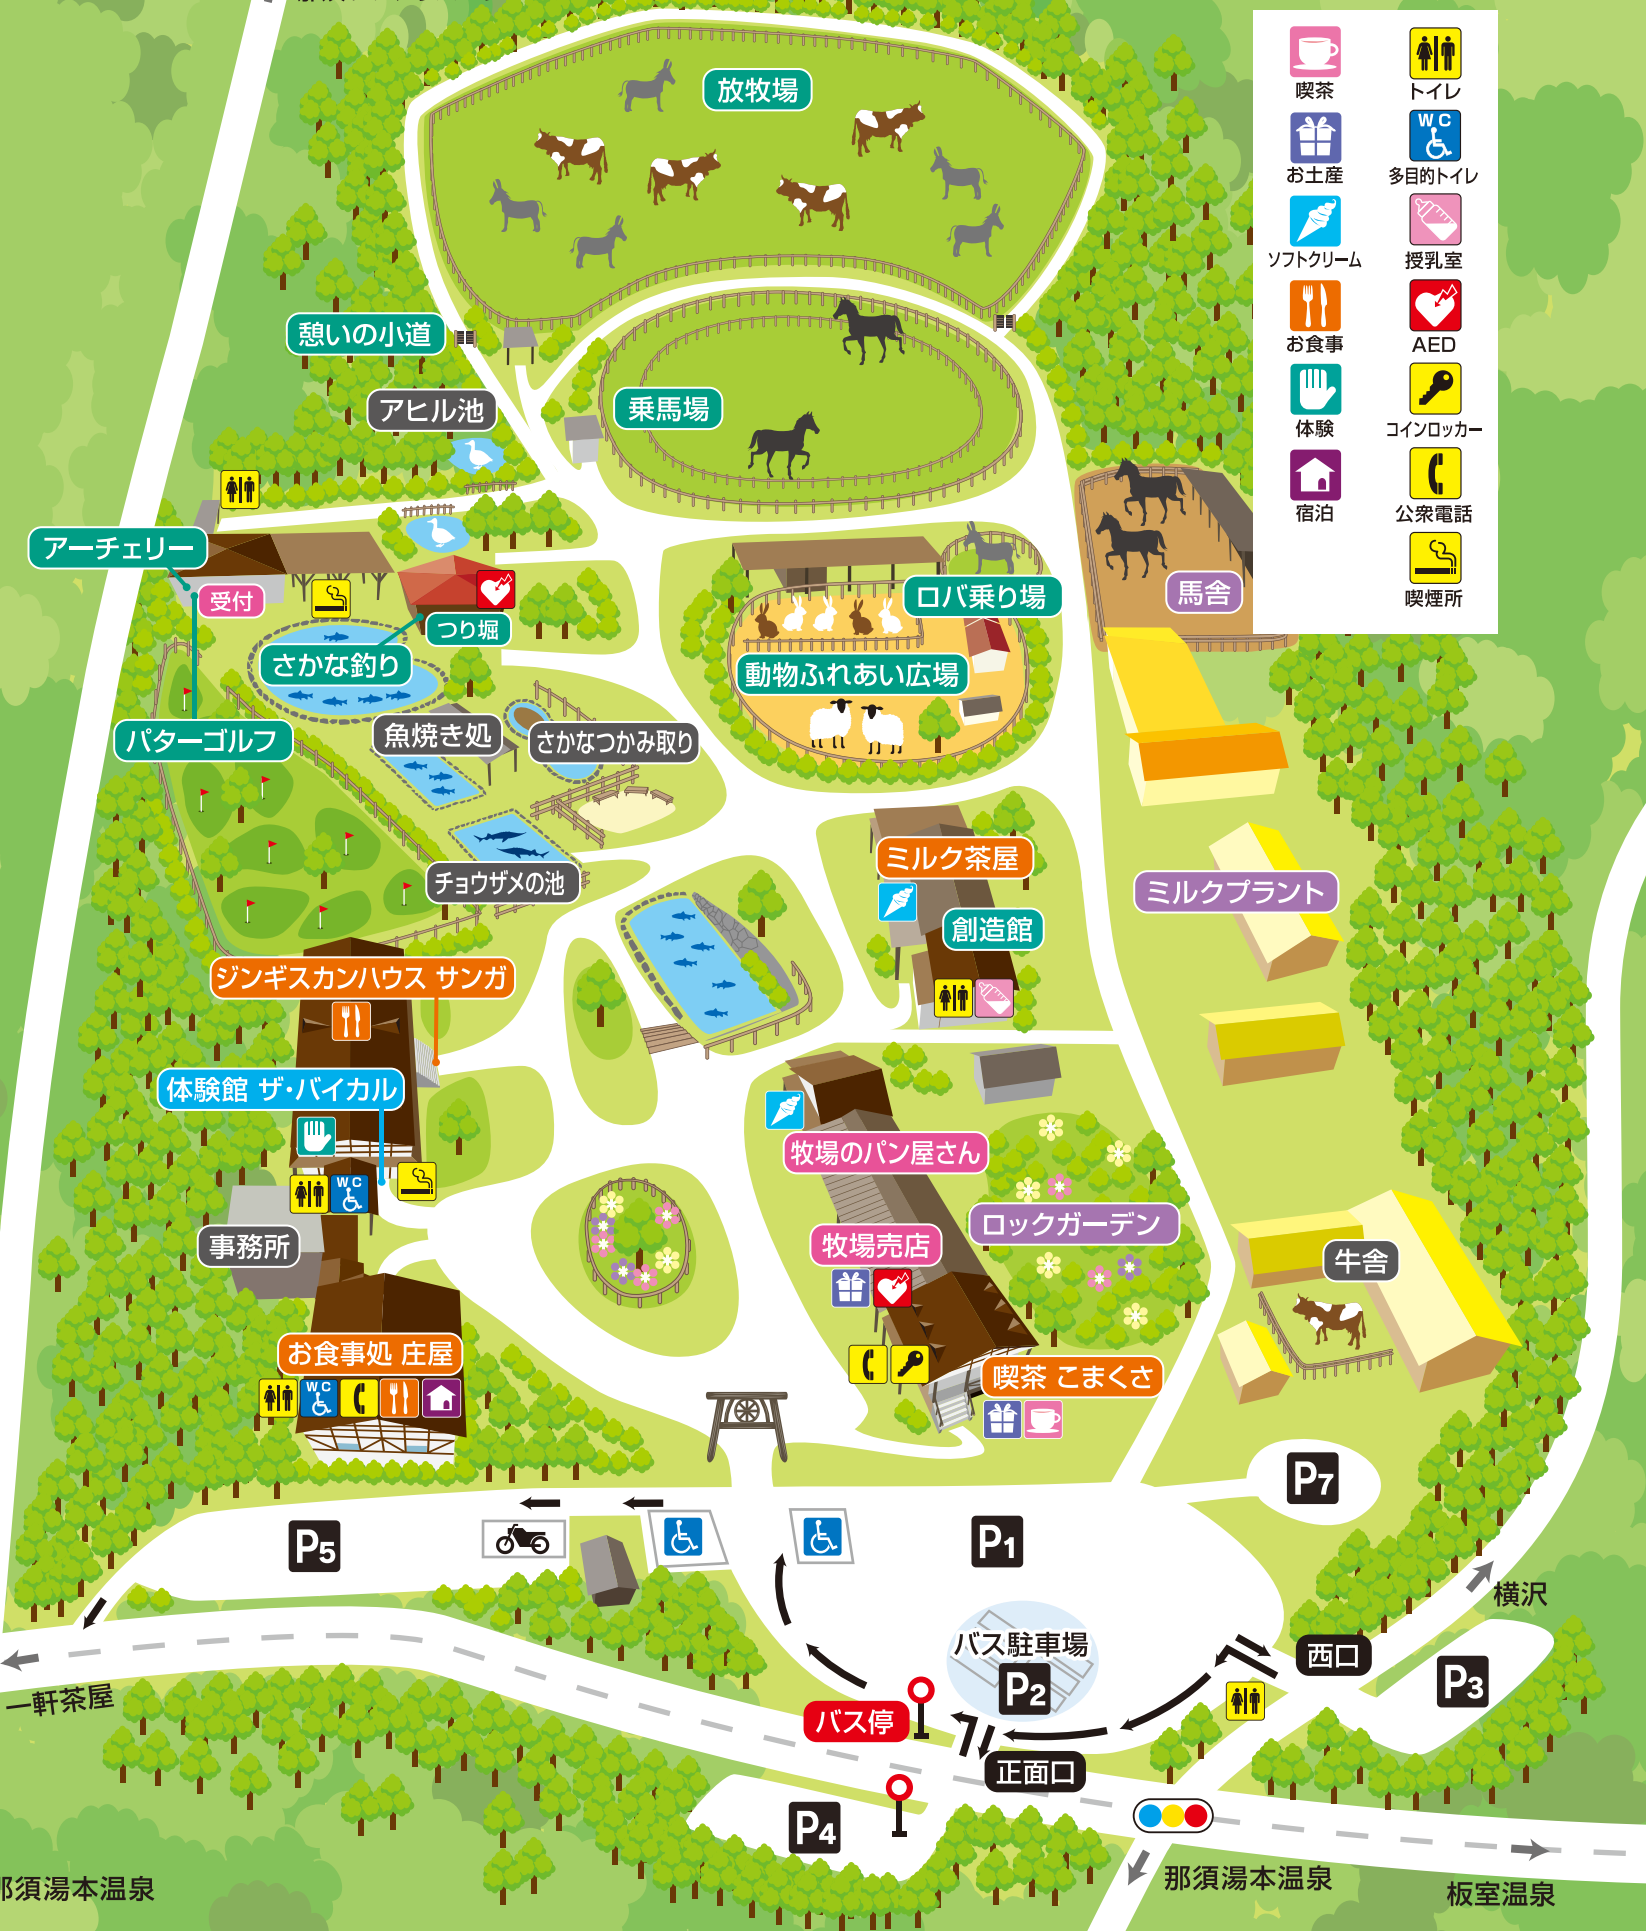 放牧場
喫茶
トイレ
お土産
WC
多目的トイレ
ソフトクリーム
授乳室
お食事
AED
体験
コインロッカー
宿泊
公衆電話
喫煙所
憩いの小道
アヒル池
乗馬場
アーチェリー
受付
つり堀
さかな釣り
ロバ乗り場
馬舎
動物ふれあい広場
パターゴルフ
魚焼き処
さかなつかみ取り
チョウザメの池
ミルク茶屋
創造館
ミルクプラント
ジンギスカンハウス サンガ
体験館 ザ・バイカル
WC
牧場のパン屋さん
ロックガーデン
事務所
牧場売店
牛舎
お食事処 庄屋
WC
喫茶 こまくさ
P7
P5
P1
横沢
バス駐車場
P2
西口
P3
一軒茶屋
バス停
正面口
P4
那須湯本温泉
那須湯本温泉
板室温泉